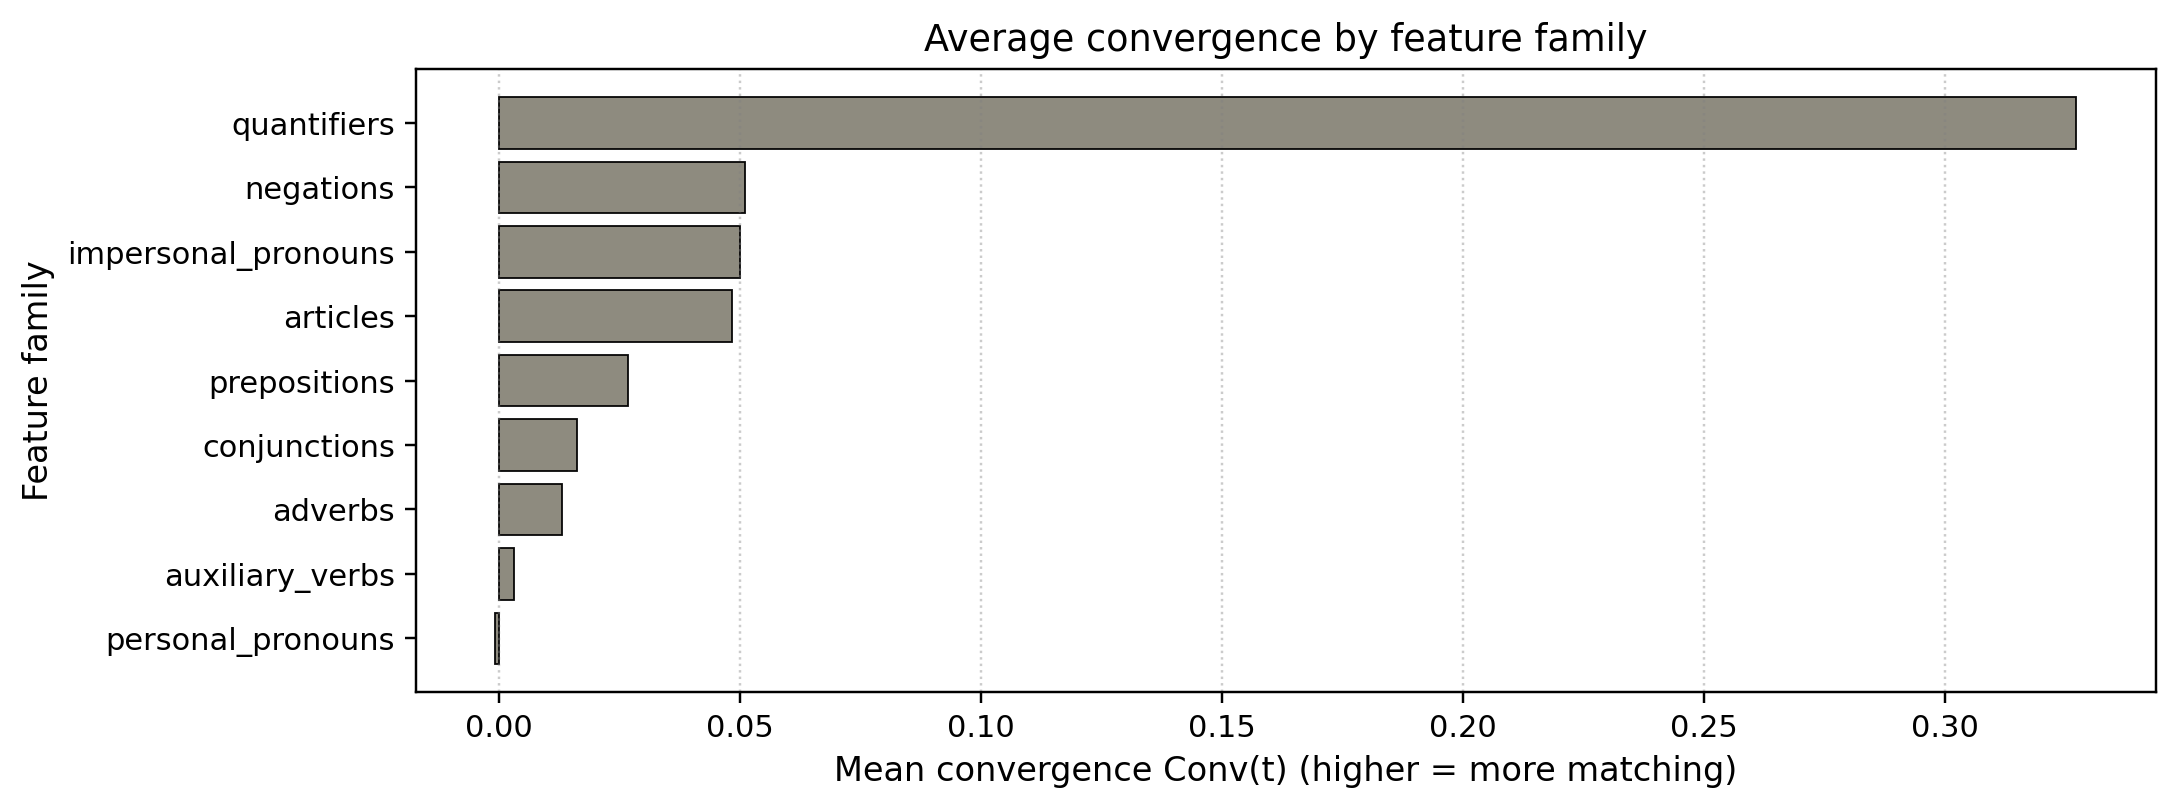 Average convergence by feature family
Feature family
quantifiers
negations
impersonal_pronouns
articles
prepositions
conjunctions
adverbs
auxiliary_verbs
personal_pronouns
0.00 0.05 0.10 0.15 0.20 0.25 0.30
Mean convergence Conv(t) (higher = more matching)